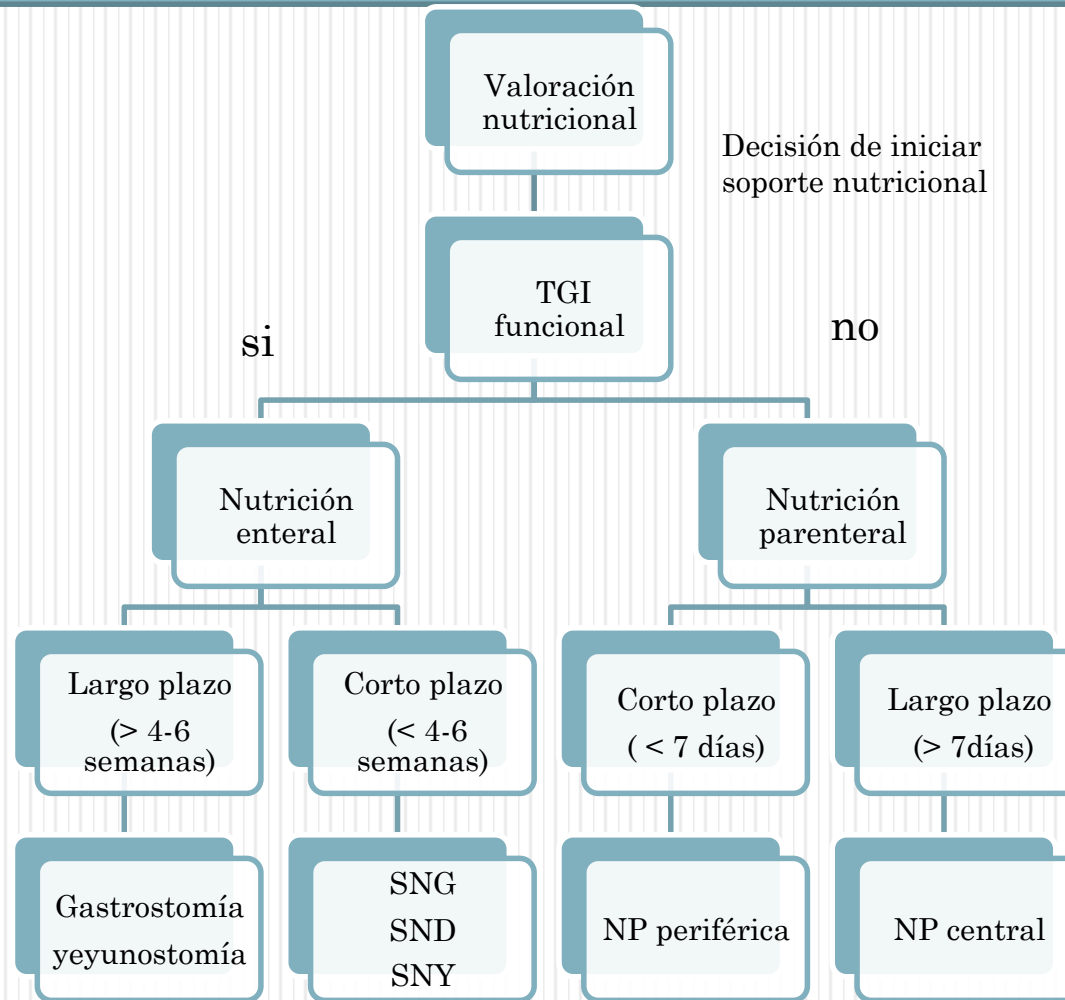 Valoración
nutricional
Decisión de iniciar
soporte nutricional
TGI
funcional
si
no
Nutrición
enteral
Nutrición
parenteral
Largo plazo
(> 4-6
semanas)
Corto plazo
(< 4-6
semanas)
Corto plazo
( < 7 días)
Largo plazo
(> 7días)
Gastrostomía
yeyunostomía
SNG
SND
SNY
NP periférica
NP central